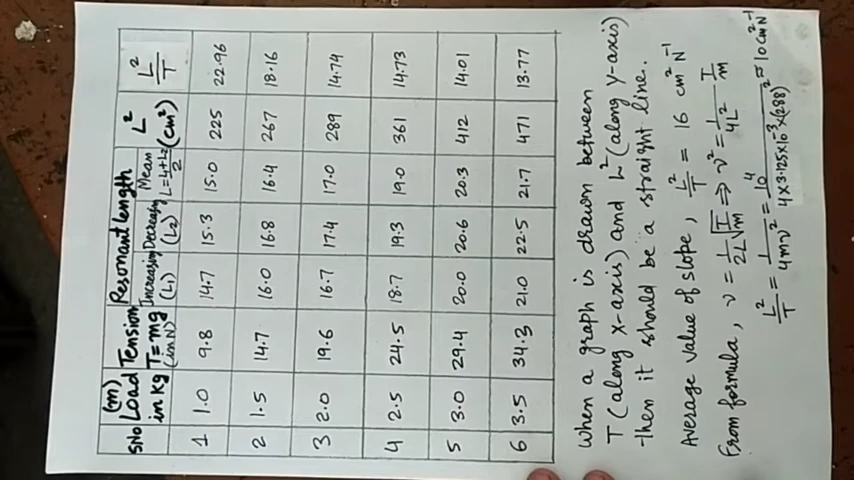 S.No | (m) Load in Kg | Tension T=mg (in N) | Resonant length Increasing (L₁) | Decreasing (L₂) | Mean L=L₁+L₂/2 | L² (cm²) | L²/T
1 | 1.0 | 9.8 | 14.7 | 15.3 | 15.0 | 225 | 22.96
2 | 1.5 | 14.7 | 16.0 | 16.8 | 16.4 | 267 | 18.16
3 | 2.0 | 19.6 | 16.7 | 17.4 | 17.0 | 289 | 14.74
4 | 2.5 | 24.5 | 18.7 | 19.3 | 19.0 | 361 | 14.73
5 | 3.0 | 29.4 | 20.0 | 20.6 | 20.3 | 412 | 14.01
6 | 3.5 | 34.3 | 21.0 | 22.5 | 21.7 | 471 | 13.77
When a graph is drawn between
T (along x-axis) and L² (along y-axis)
then it should be a straight line.
Average value of slope, L²/T = 16 cm² N⁻¹
From formula, ν = 1/2L √T/m ⇒ ν² = 1/4L² T/m
L²/T = 1/4mν² = 10⁴/4×3.125×10⁻³×(288)² ≈ 10 cm² N⁻¹